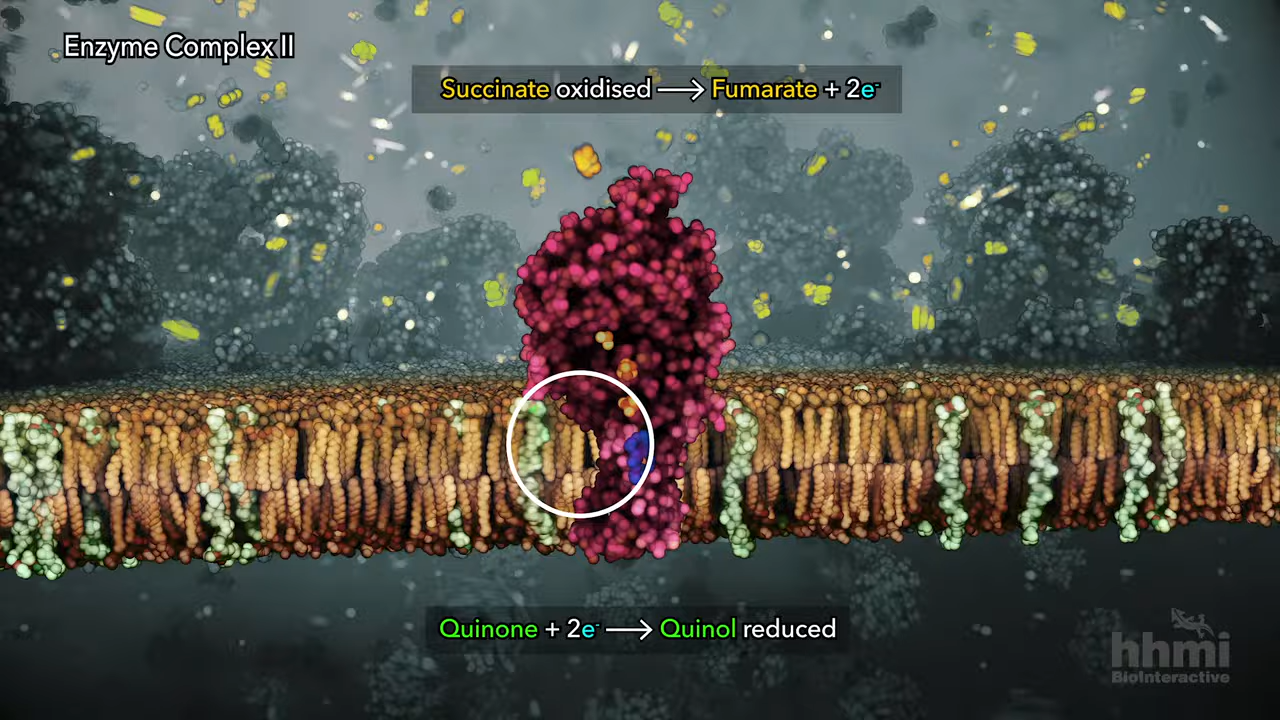 Enzyme Complex II
Succinate oxidised → Fumarate + 2e⁻
Quinone + 2e⁻ → Quinol reduced
hhmi
BioInteractive